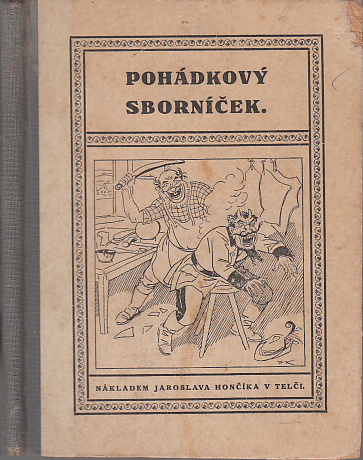 POHÁDKOVÝ
SBORNÍČEK.
NÁKLADEM JAROSLAVA HONČÍKA V TELČI.